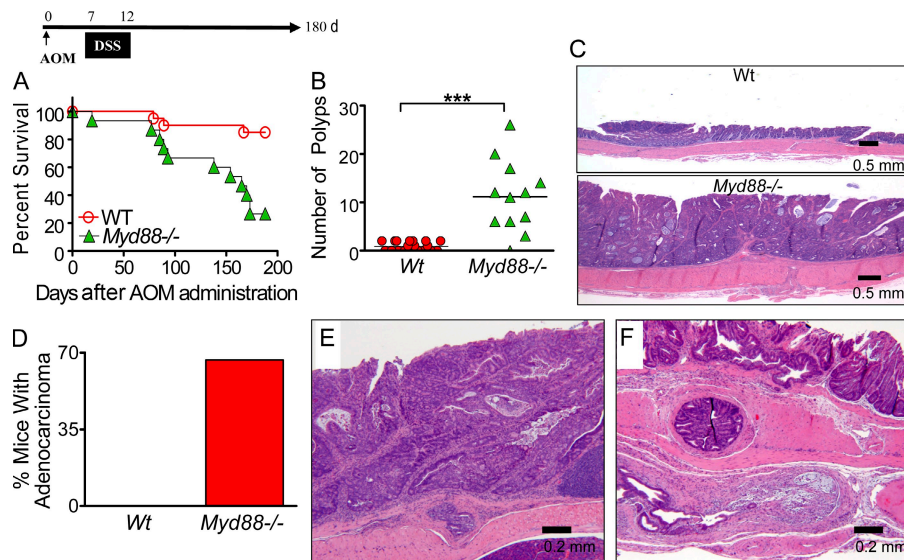 0 7 12
180 d
AOM
DSS
A
Percent Survival
100
80
60
40
20
WT
Myd88-/-
0 50 100 150 200
Days after AOM administration
B
***
Number of Polyps
30
20
10
0
Wt Myd88-/-
C
Wt
0.5 mm
Myd88-/-
0.5 mm
D
% Mice With
Adenocarcinoma
70
35
0
Wt Myd88-/-
E
0.2 mm
F
0.2 mm